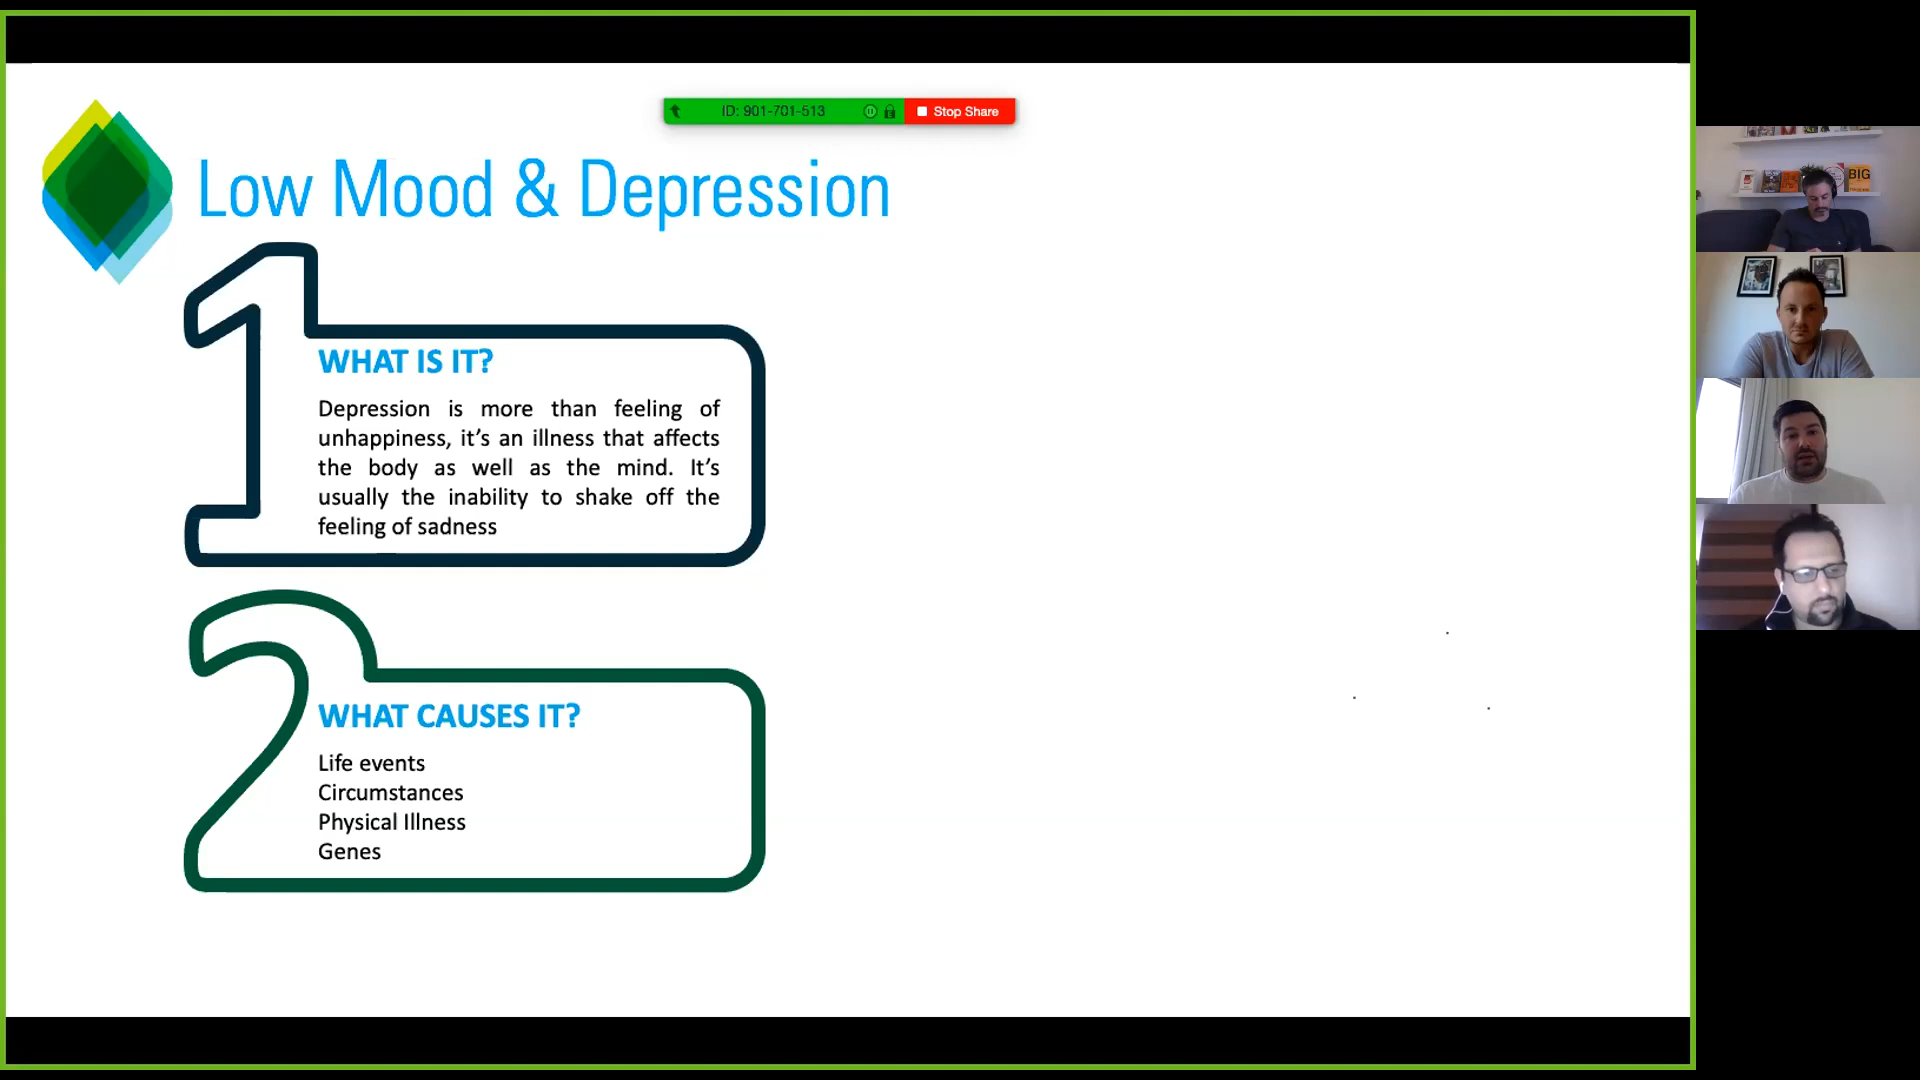 ID: 901-701-513
Stop Share
Low Mood & Depression
WHAT IS IT?
Depression is more than feeling of
unhappiness, it’s an illness that affects
the body as well as the mind. It’s
usually the inability to shake off the
feeling of sadness
WHAT CAUSES IT?
Life events
Circumstances
Physical Illness
Genes
BIG